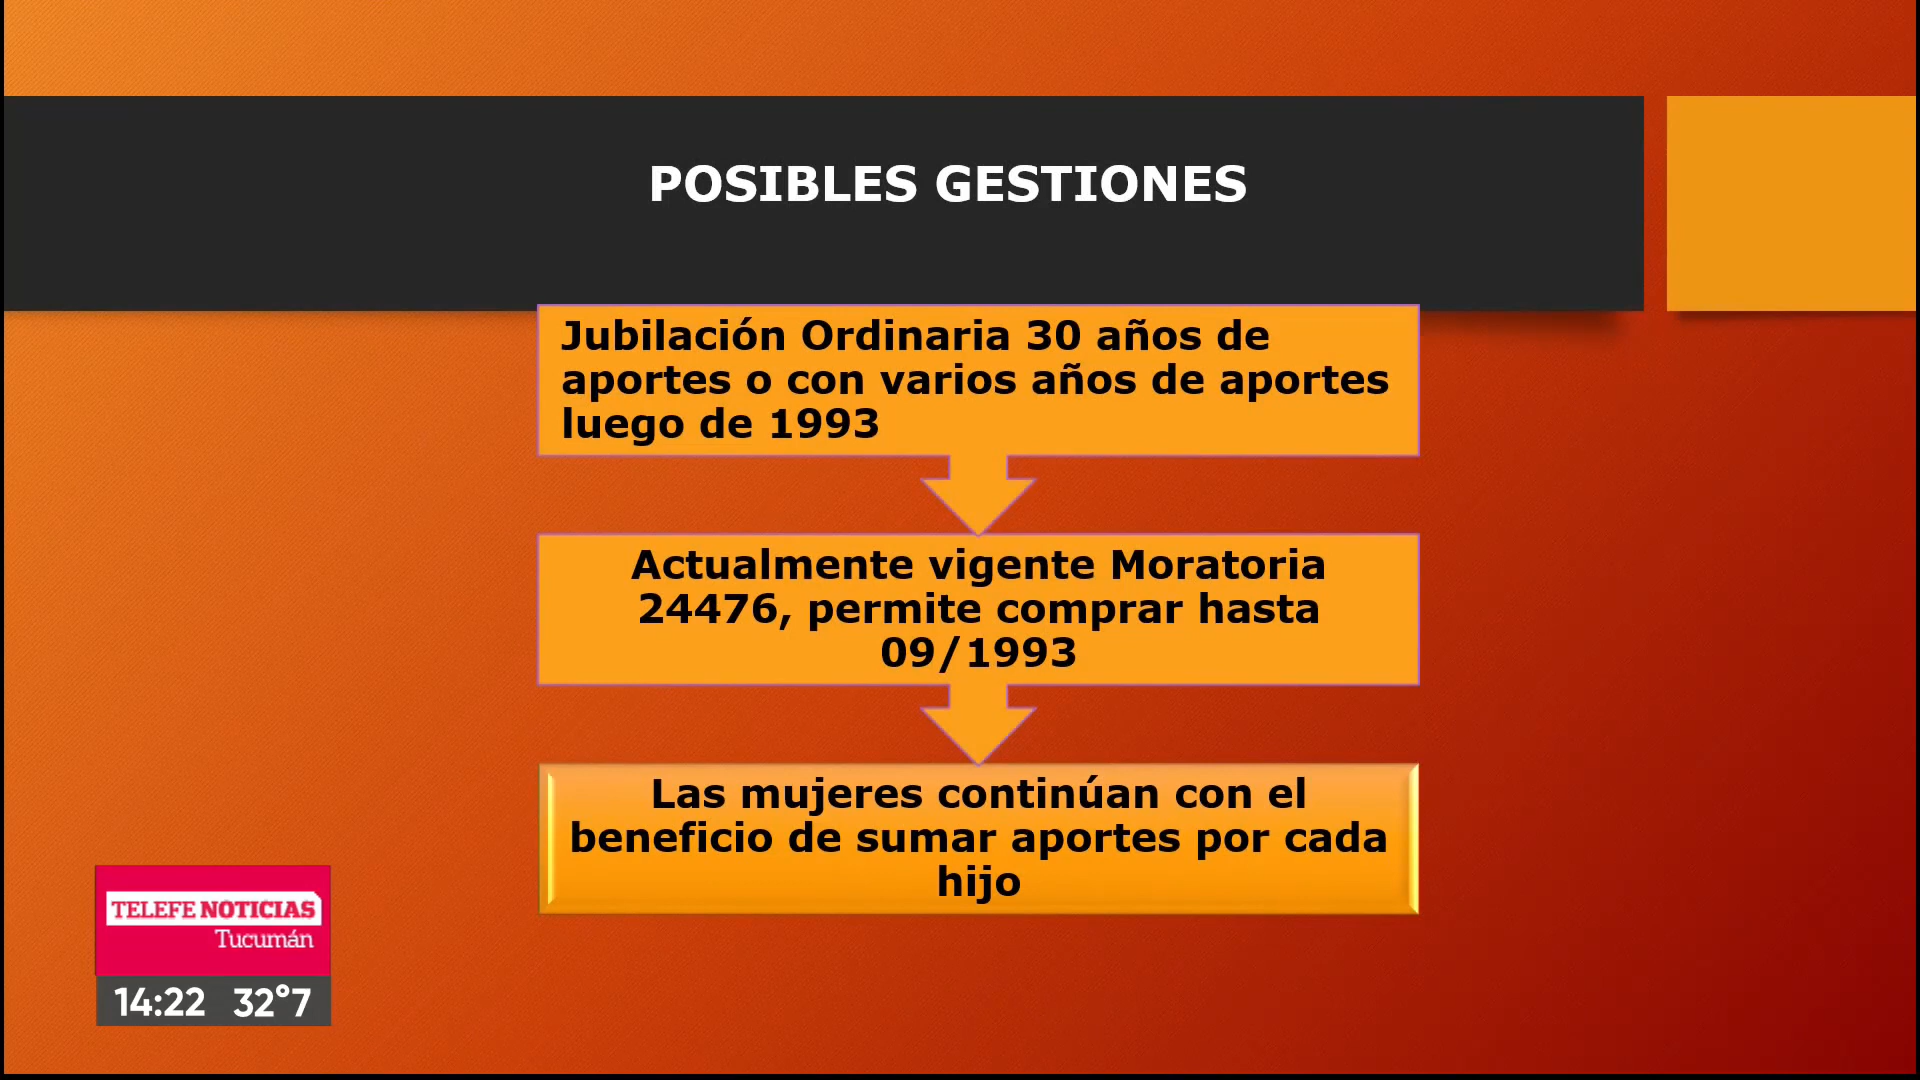 POSIBLES GESTIONES
Jubilación Ordinaria 30 años de
aportes o con varios años de aportes
luego de 1993
Actualmente vigente Moratoria
24476, permite comprar hasta
09/1993
Las mujeres continúan con el
beneficio de sumar aportes por cada
hijo
TELEFE NOTICIAS
Tucumán
14:22 32°7